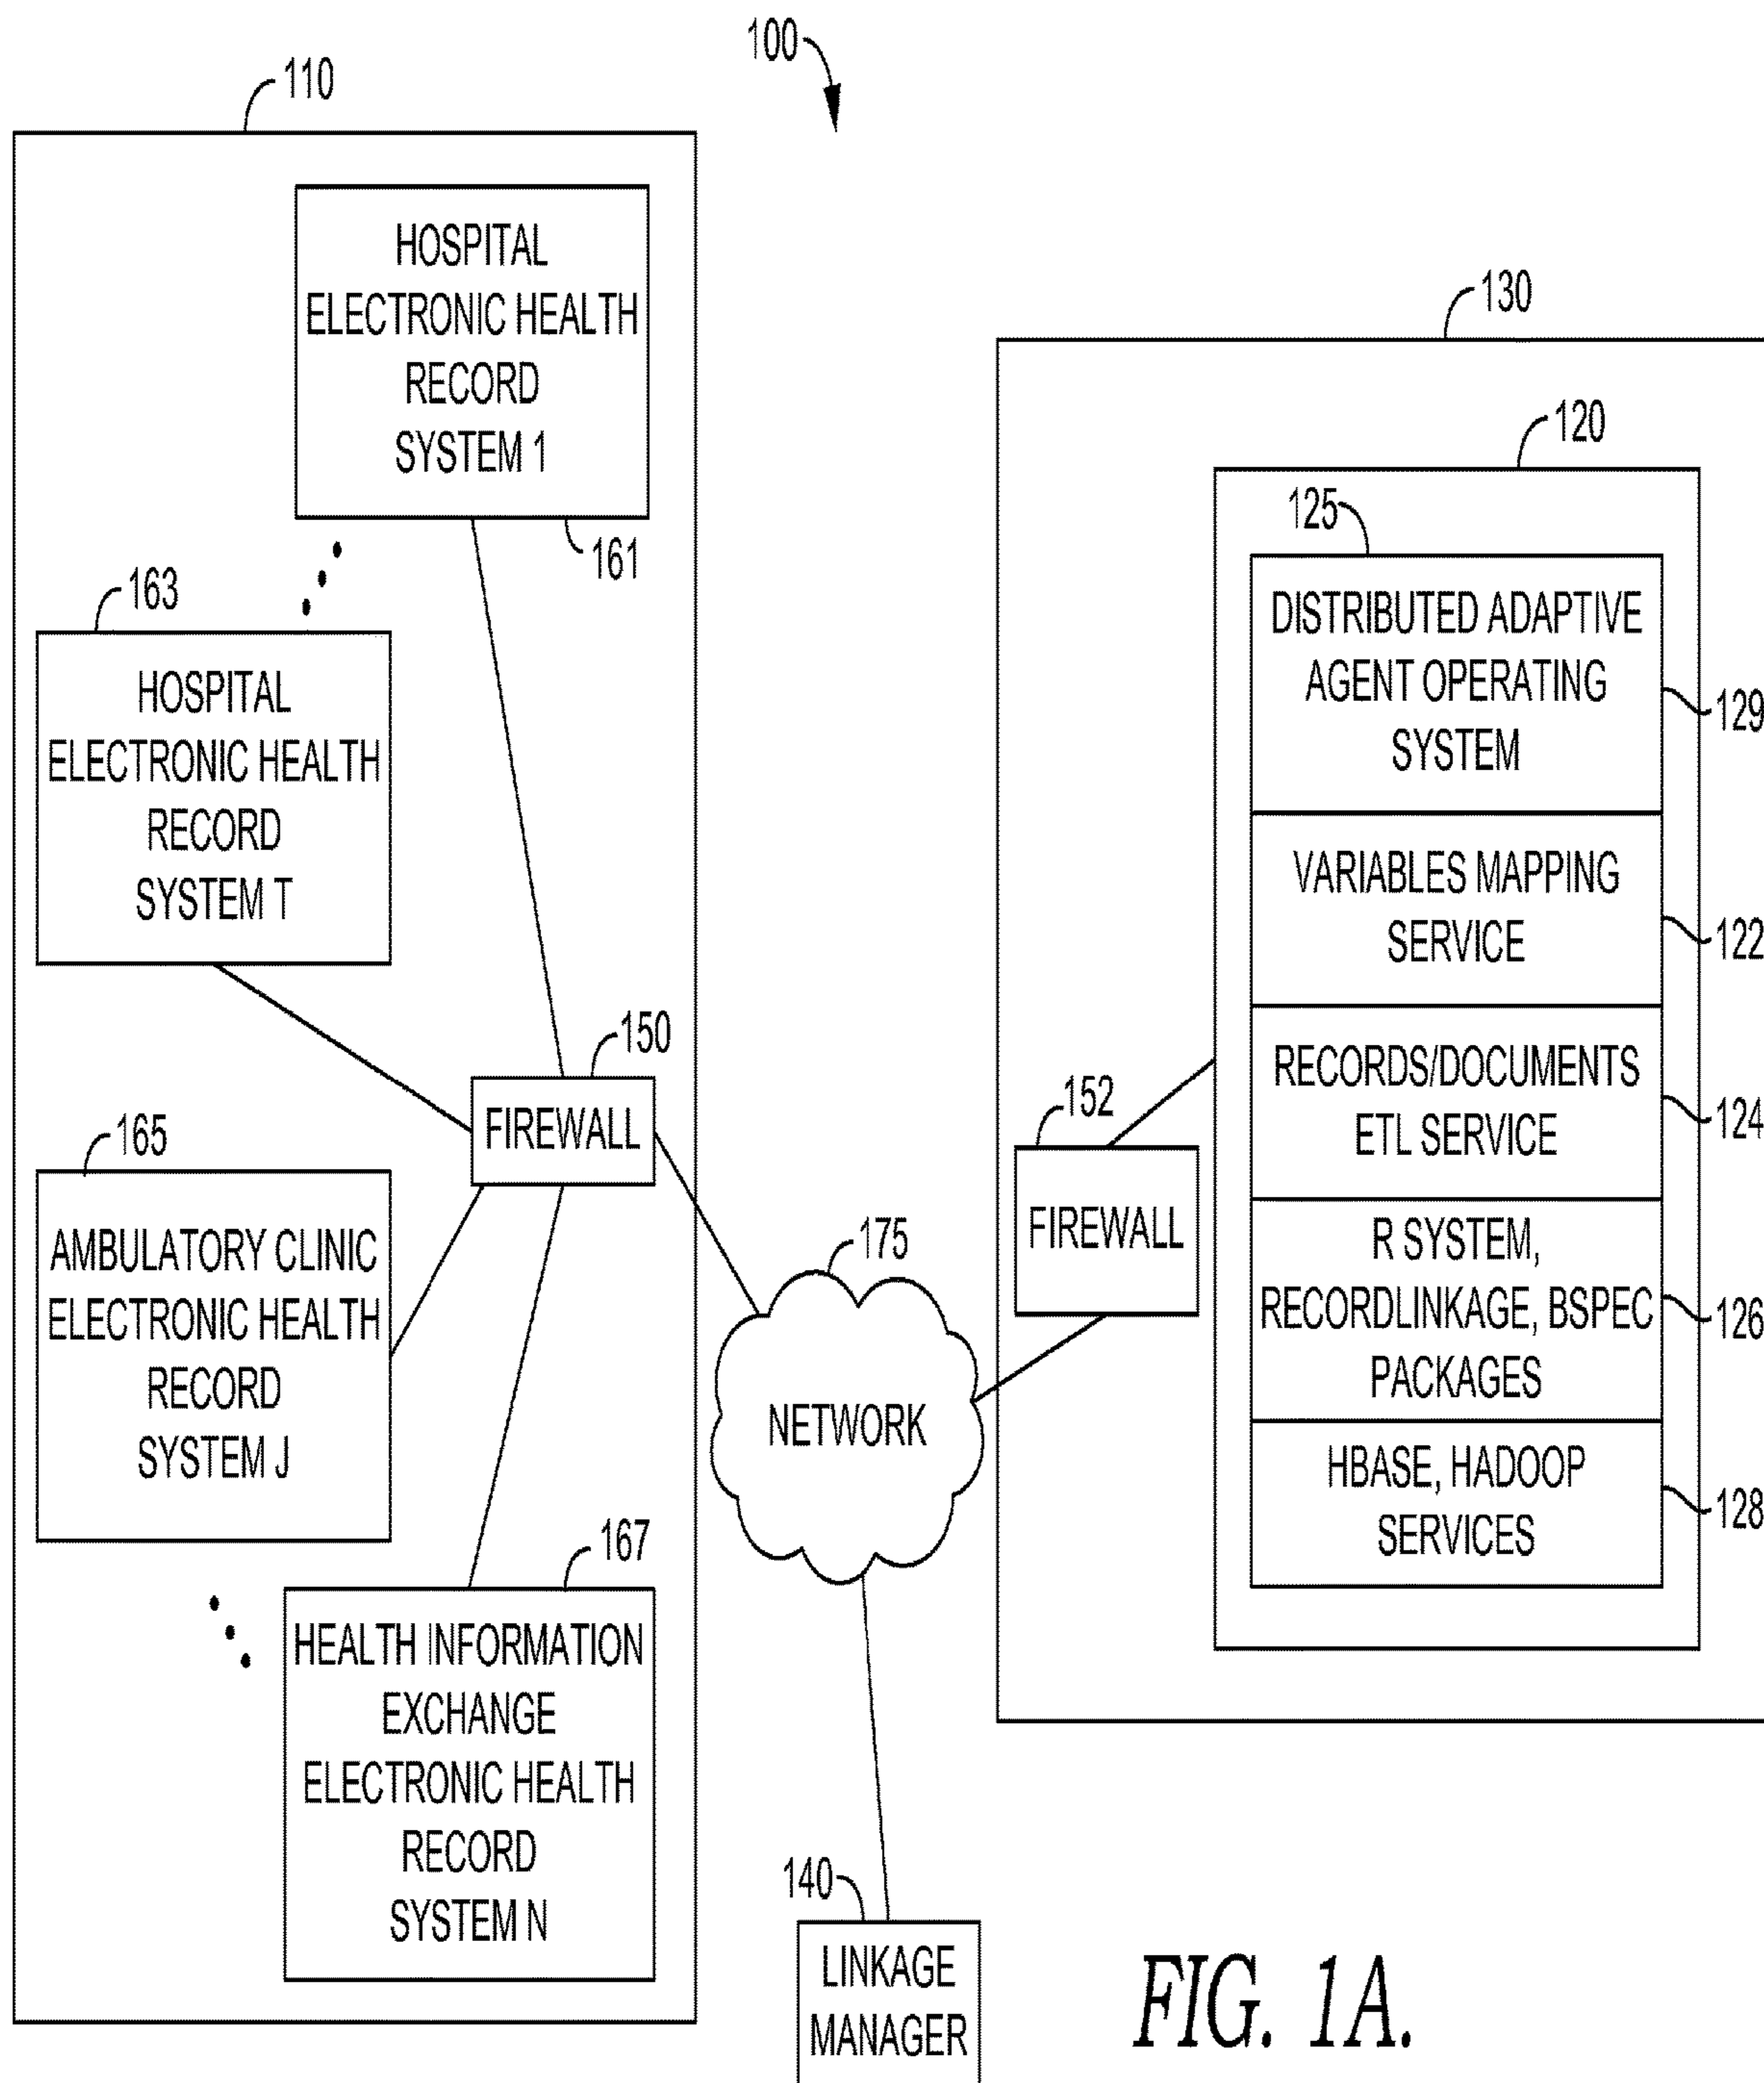 100
110
HOSPITAL
ELECTRONIC HEALTH
RECORD
SYSTEM 1
161
163
HOSPITAL
ELECTRONIC HEALTH
RECORD
SYSTEM T
150
FIREWALL
165
AMBULATORY CLINIC
ELECTRONIC HEALTH
RECORD
SYSTEM J
167
HEALTH INFORMATION
EXCHANGE
ELECTRONIC HEALTH
RECORD
SYSTEM N
175
NETWORK
140
LINKAGE
MANAGER
130
152
FIREWALL
120
125
DISTRIBUTED ADAPTIVE
AGENT OPERATING
SYSTEM
129
VARIABLES MAPPING
SERVICE
122
RECORDS/DOCUMENTS
ETL SERVICE
124
R SYSTEM,
RECORDLINKAGE, BSPEC
PACKAGES
126
HBASE, HADOOP
SERVICES
128
FIG. 1A.